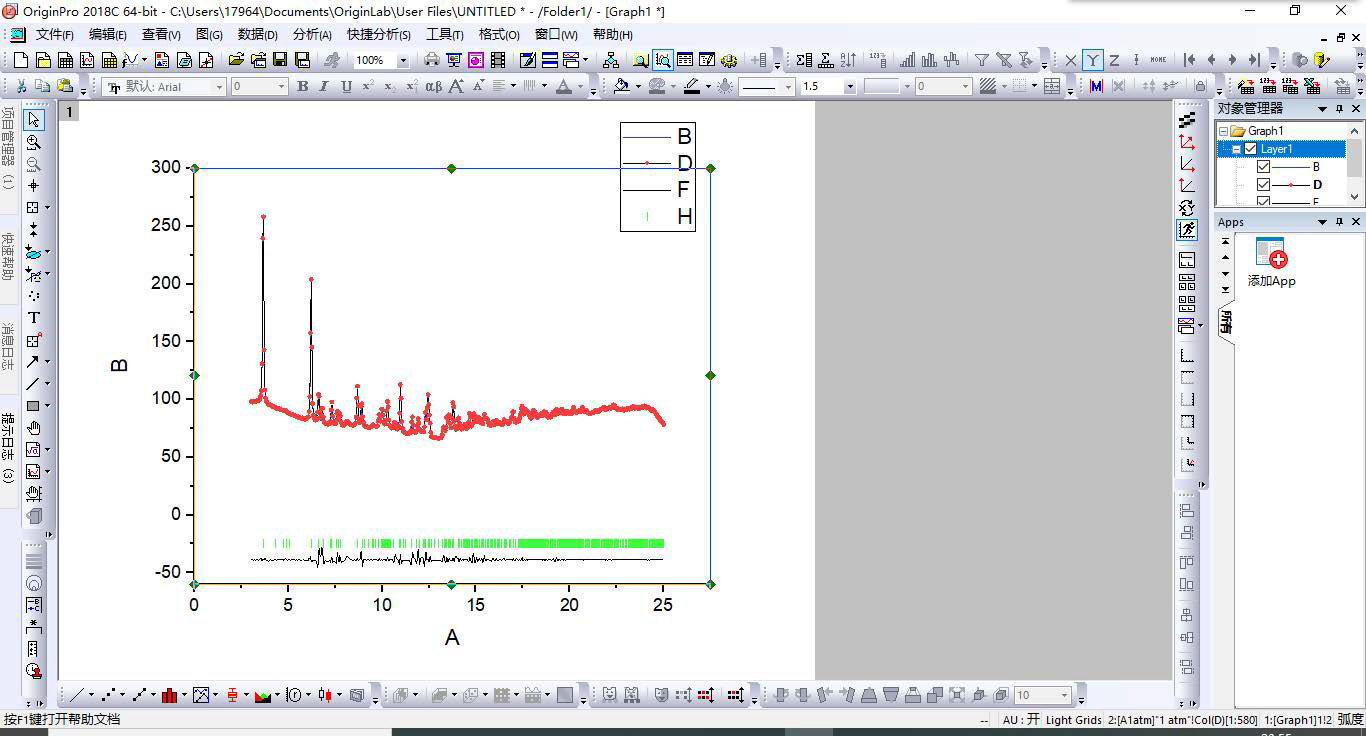 OriginPro 2018C 64-bit - C:\Users\17964\Documents\OriginLab\User Files\UNTITLED * - /Folder1/ - [Graph1 *]
文件(F) 编辑(E) 查看(V) 图(G) 数据(D) 分析(A) 快捷分析(S) 工具(T) 格式(O) 窗口(W) 帮助(H)
100%
X Y Z HOME
默认: Arial 0 B I U αβ A A A 1.5 0 M
项目管理器 (1)
快速帮助
消息日志
提示日志 (3)
1
B
D
F
H
300
250
200
150
100
50
0
-50
B
0 5 10 15 20 25
A
对象管理器
Graph1
Layer1
B
D
F
Apps
添加App
所有
T
10
按F1键打开帮助文档
-- AU : 开 Light Grids 2:[A1atm]"1 atm"!Col(D)[1:580] 1:[Graph1]1!2 弧度